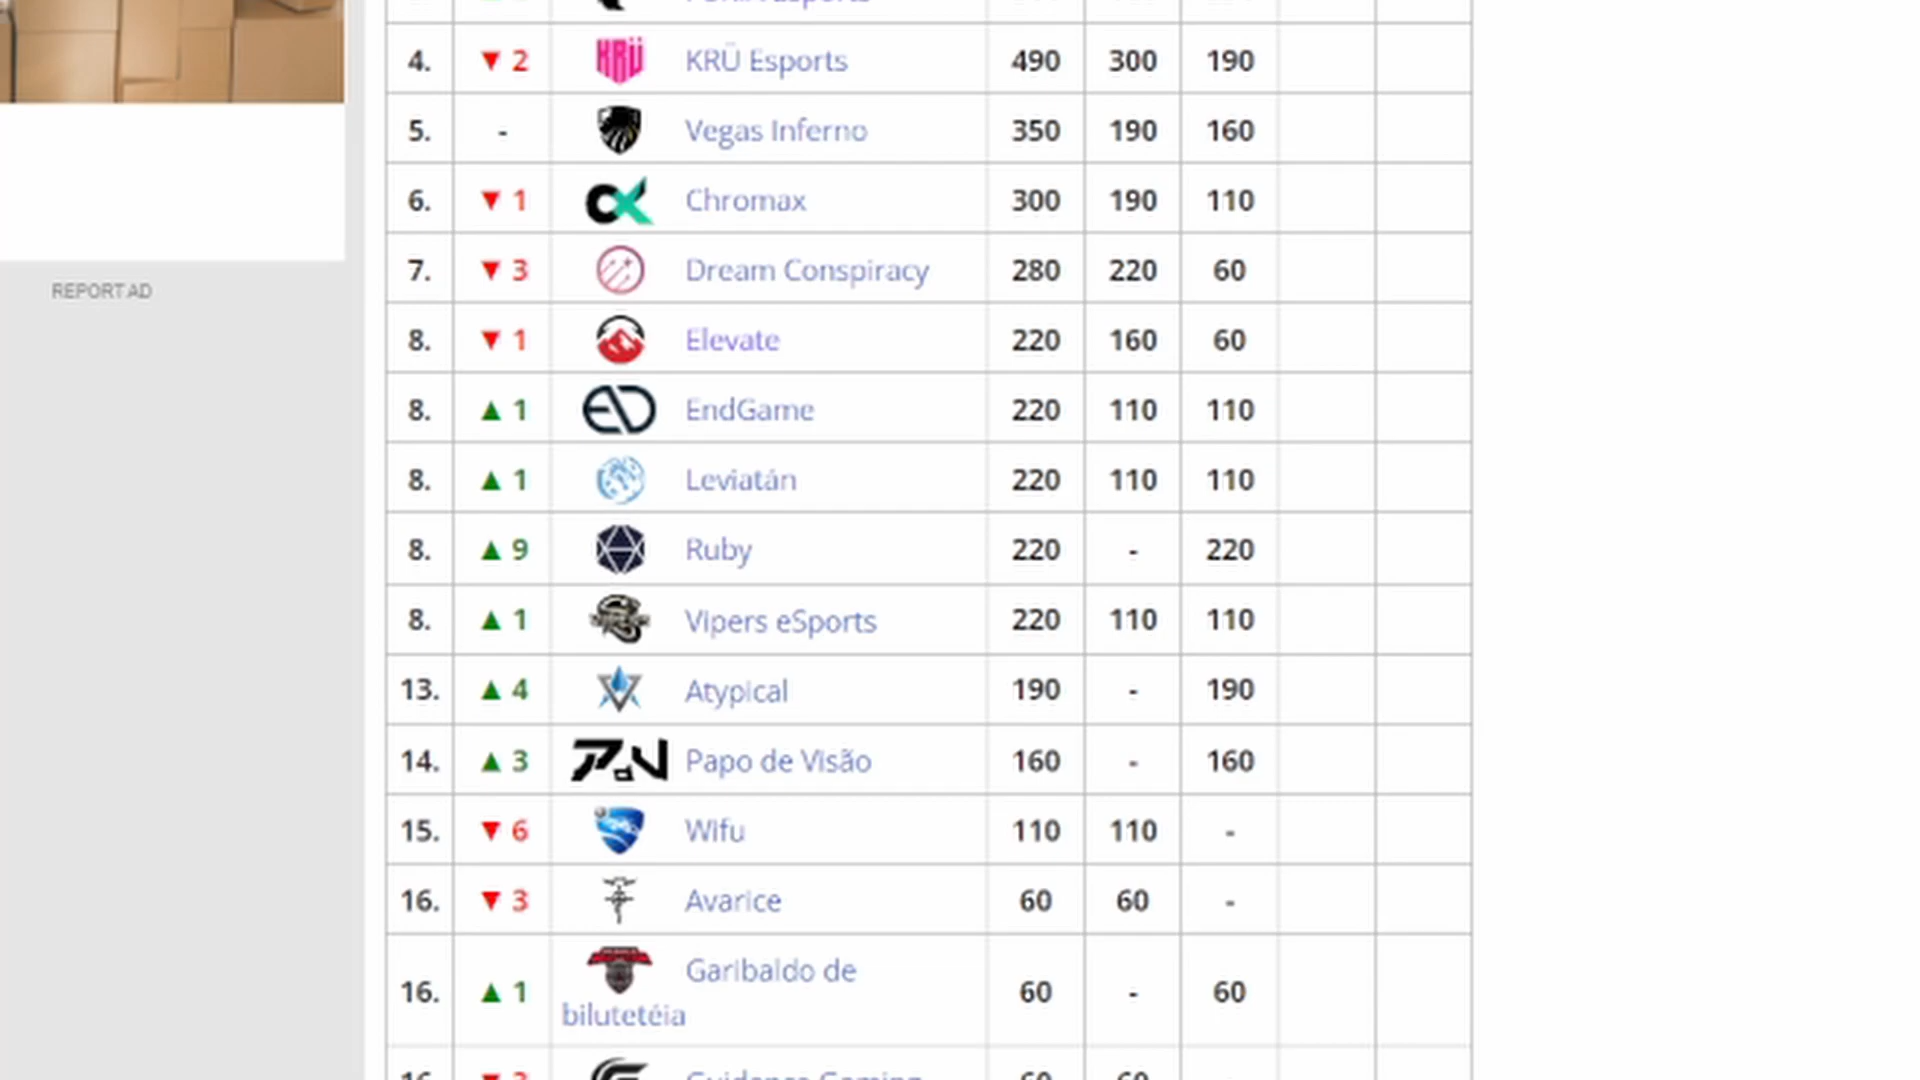 4. ▼ 2 KRÜ KRÜ Esports 490 300 190
5. - Vegas Inferno 350 190 160
6. ▼ 1 Chromax 300 190 110
7. ▼ 3 Dream Conspiracy 280 220 60
REPORT AD
8. ▼ 1 Elevate 220 160 60
8. ▲ 1 EndGame 220 110 110
8. ▲ 1 Leviatán 220 110 110
8. ▲ 9 Ruby 220 - 220
8. ▲ 1 Vipers eSports 220 110 110
13. ▲ 4 Atypical 190 - 190
14. ▲ 3 PdV Papo de Visão 160 - 160
15. ▼ 6 Wifu 110 110 -
16. ▼ 3 Avarice 60 60 -
16. ▲ 1 Garibaldo de
bilutetéia 60 - 60